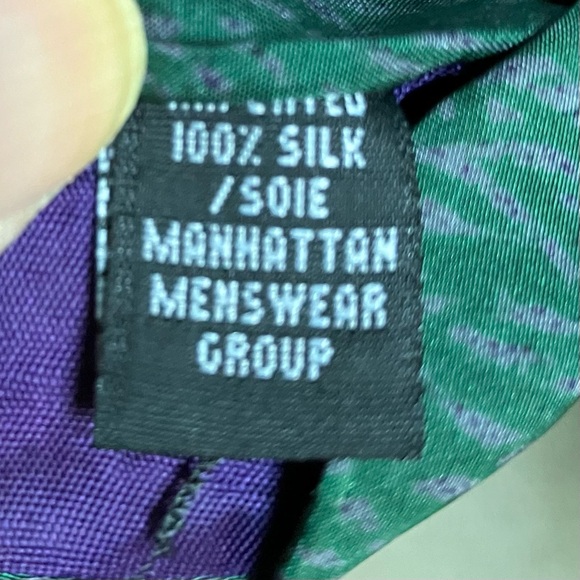 100% SILK
/SOIE
MANHATTAN
MENSWEAR
GROUP